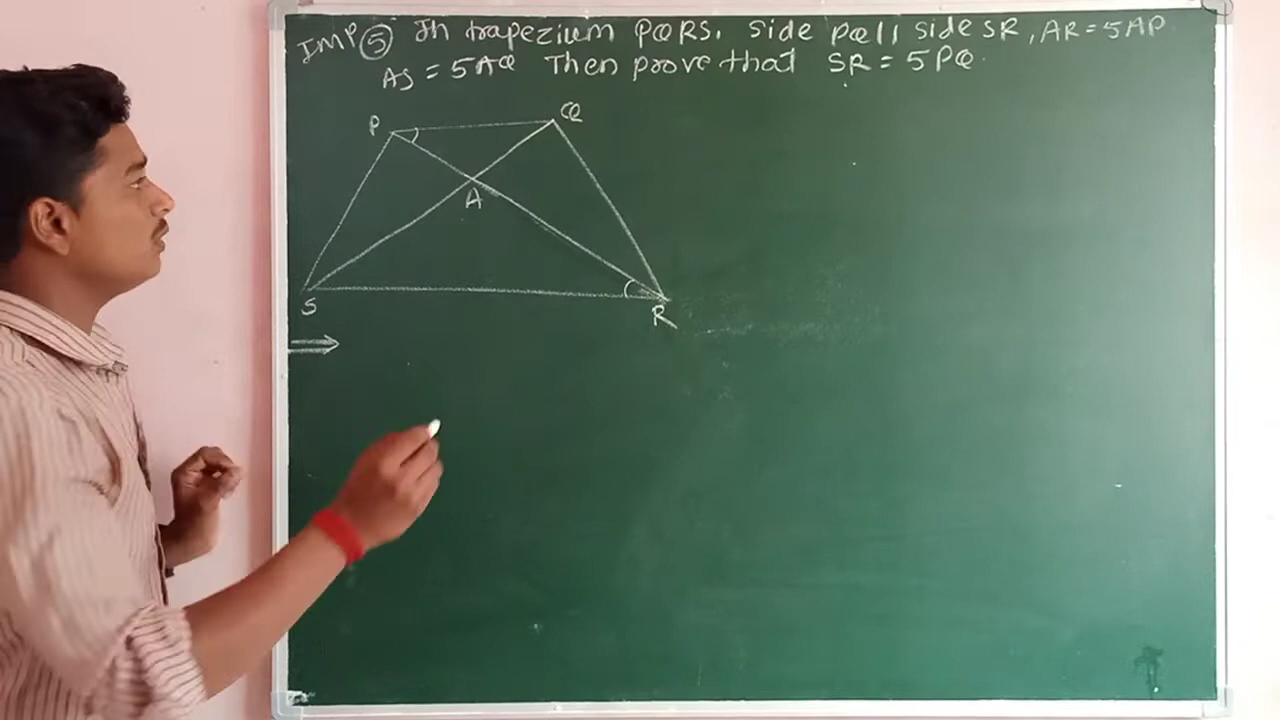 IMP ⑤ In trapezium PQRS. side PQ || side SR, AR = 5AP
AS = 5AQ Then prove that SR = 5PQ.
P Q
A
S R
⇒